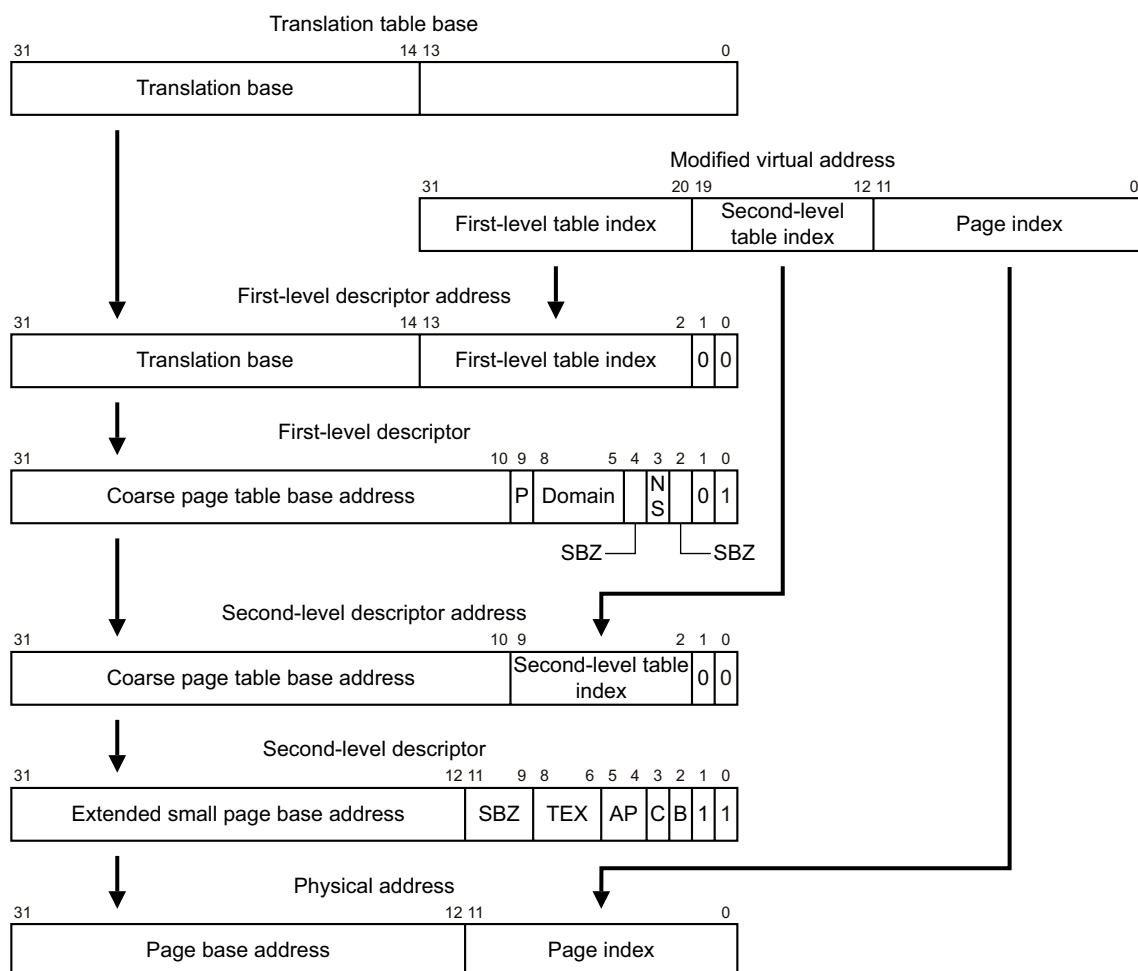 Translation table base
31 14 13 0
Translation base
Modified virtual address
31 20 19 12 11 0
First-level table index Second-level table index Page index
First-level descriptor address
31 14 13 2 1 0
Translation base First-level table index 0 0
First-level descriptor
31 10 9 8 5 4 3 2 1 0
Coarse page table base address P Domain NS 0 1
SBZ SBZ
Second-level descriptor address
31 10 9 2 1 0
Coarse page table base address Second-level table index 0 0
Second-level descriptor
31 12 11 9 8 6 5 4 3 2 1 0
Extended small page base address SBZ TEX AP C B 1 1
Physical address
31 12 11 0
Page base address Page index